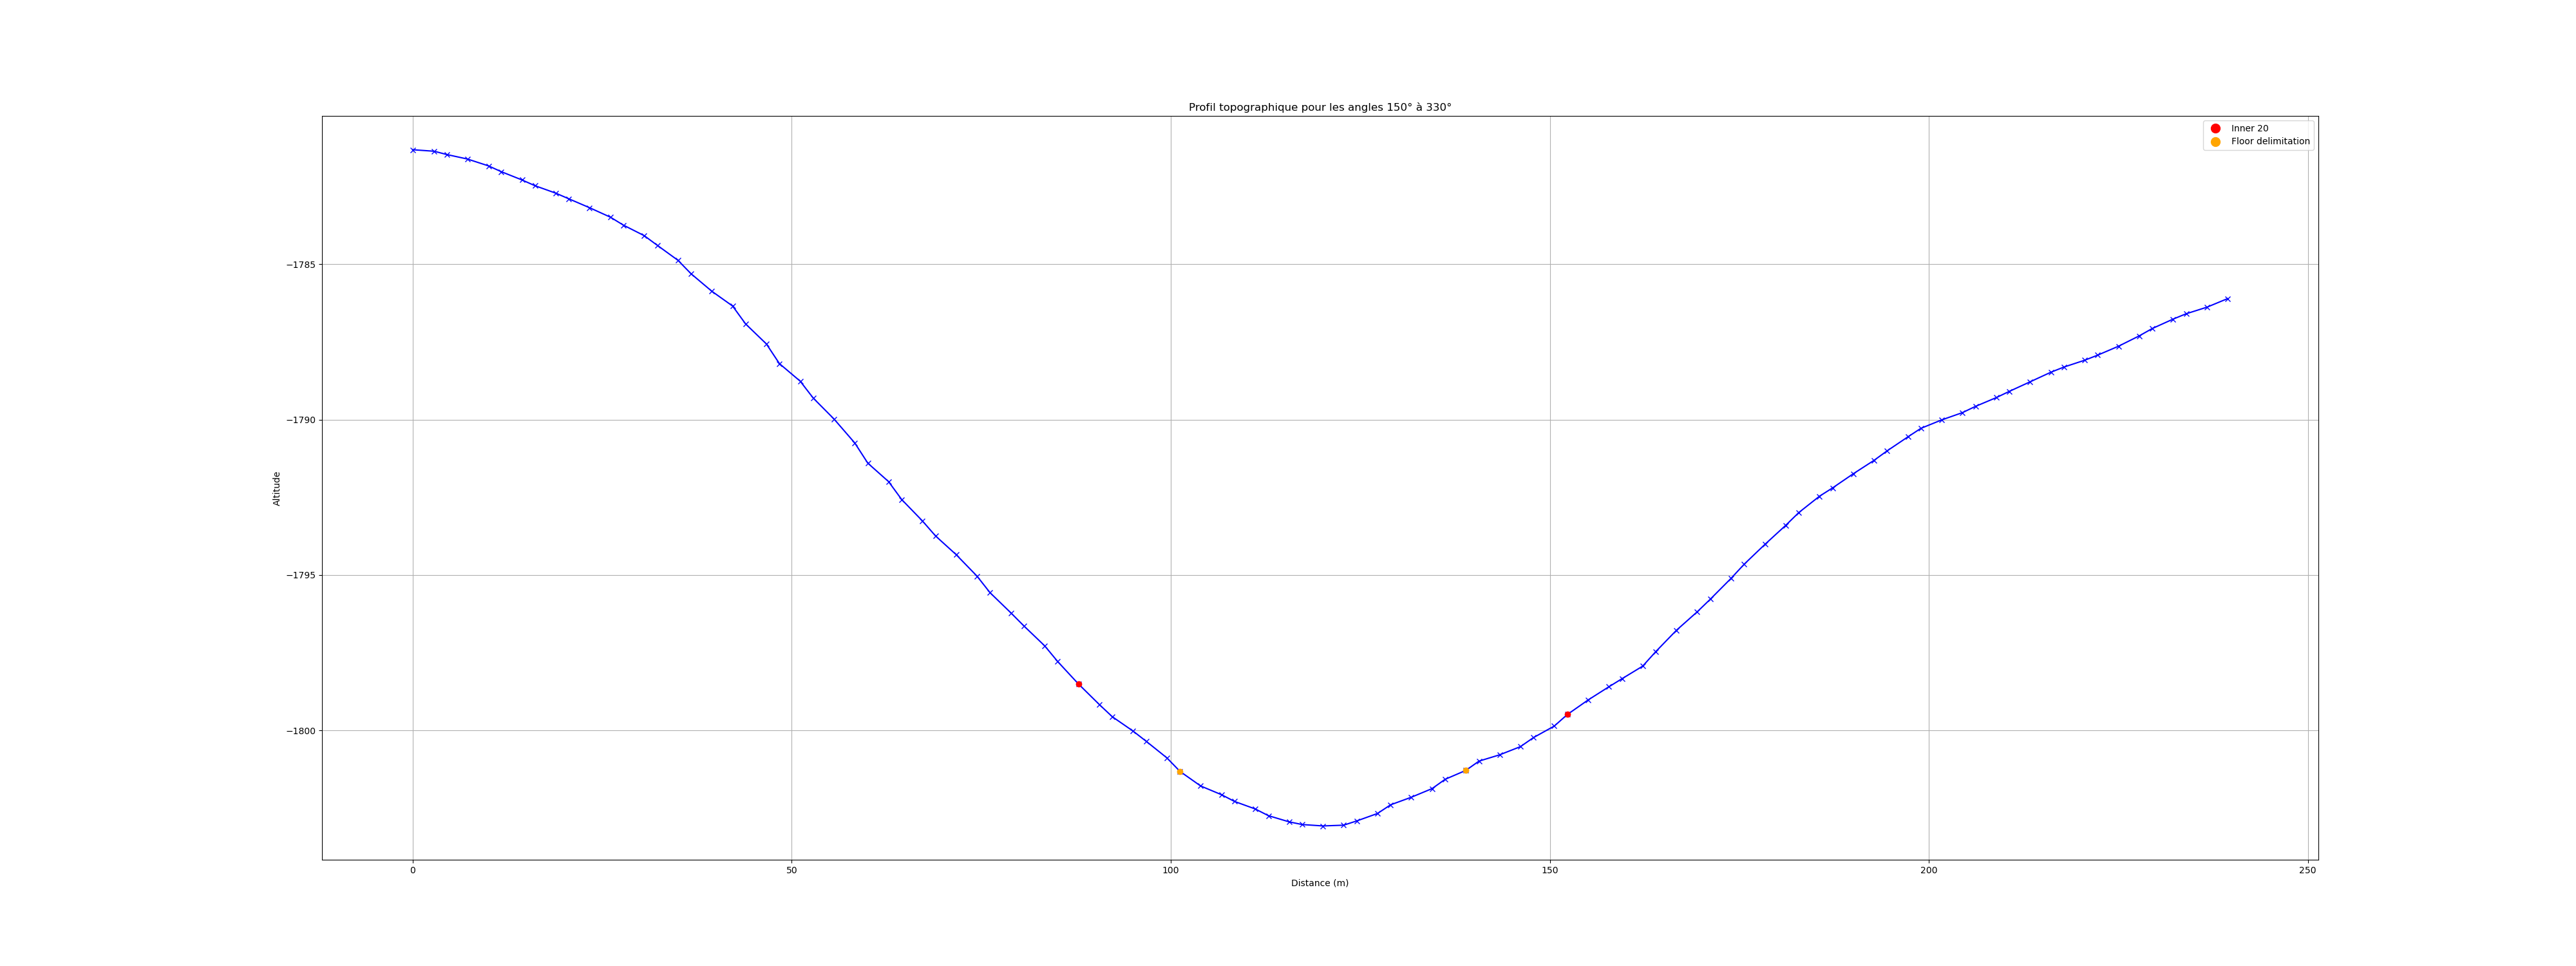 Profil topographique pour les angles 150° à 330°
Inner 20
Floor delimitation
−1785
−1790
−1795
−1800
Altitude
0 50 100 150 200 250
Distance (m)